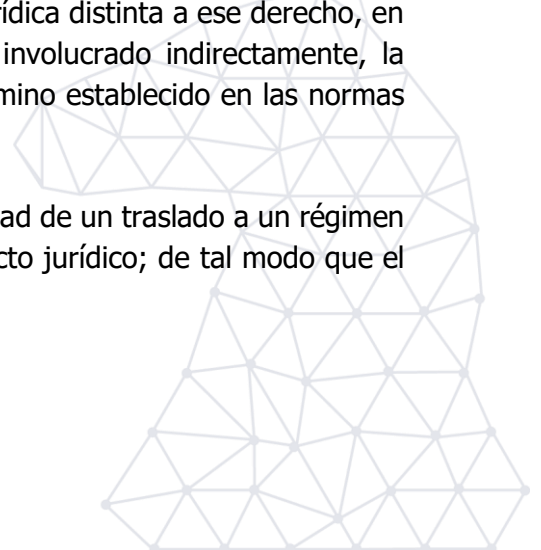 rídica distinta a ese derecho, en
involucrado indirectamente, la
mino establecido en las normas
ad de un traslado a un régimen
cto jurídico; de tal modo que el